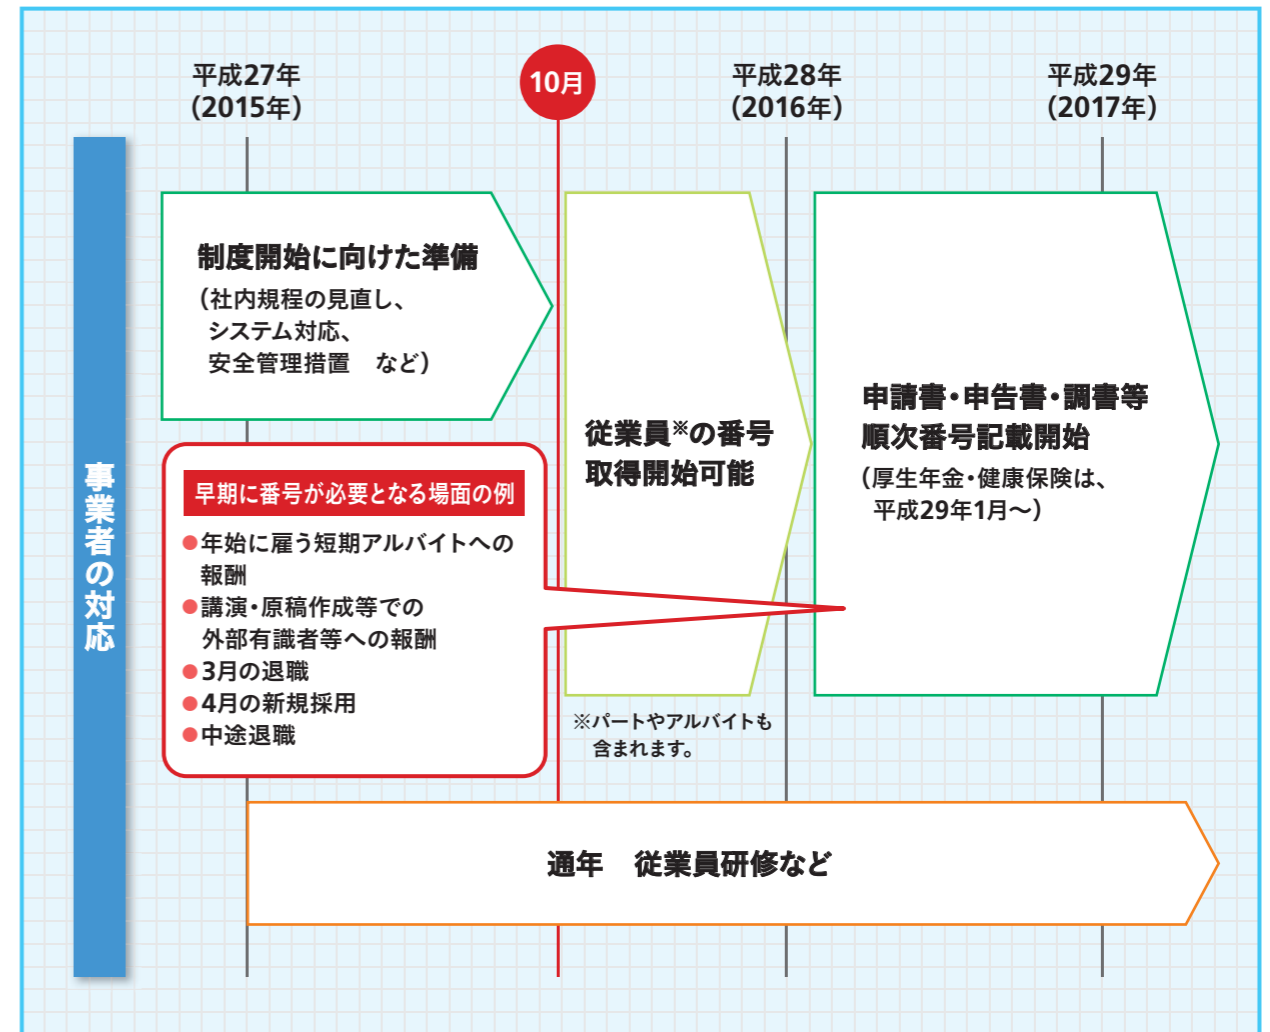 平成27年
（2015年）
10月
平成28年
（2016年）
平成29年
（2017年）
事業者の対応
制度開始に向けた準備
（社内規程の見直し、
システム対応、
安全管理措置　など）
早期に番号が必要となる場面の例
●年始に雇う短期アルバイトへの
報酬
●講演・原稿作成等での
外部有識者等への報酬
●3月の退職
●4月の新規採用
●中途退職
従業員※の番号
取得開始可能
※パートやアルバイトも
含まれます。
申請書・申告書・調書等
順次番号記載開始
（厚生年金・健康保険は、
平成29年1月～）
通年　従業員研修など